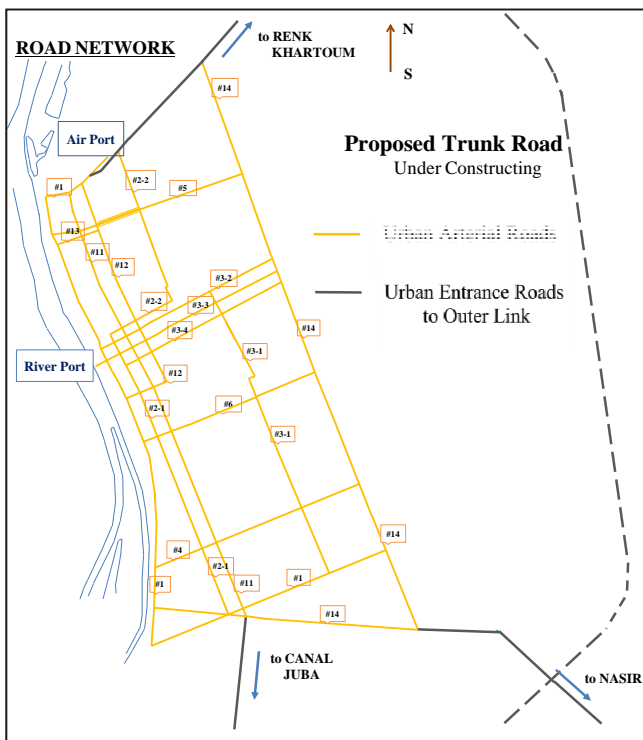 ROAD NETWORK
to RENK
KHARTOUM
N
S
#14
Air Port
Proposed Trunk Road
Under Constructing
#2-2
#1
#5
#13
Urban Arterial Roads
#11
#12
#3-2
Urban Entrance Roads
to Outer Link
#2-2
#3-3
#3-4
#14
River Port
#3-1
#12
#2-1
#6
#3-1
#14
#4
#2-1
#1
#11
#1
#14
to CANAL
JUBA
to NASIR